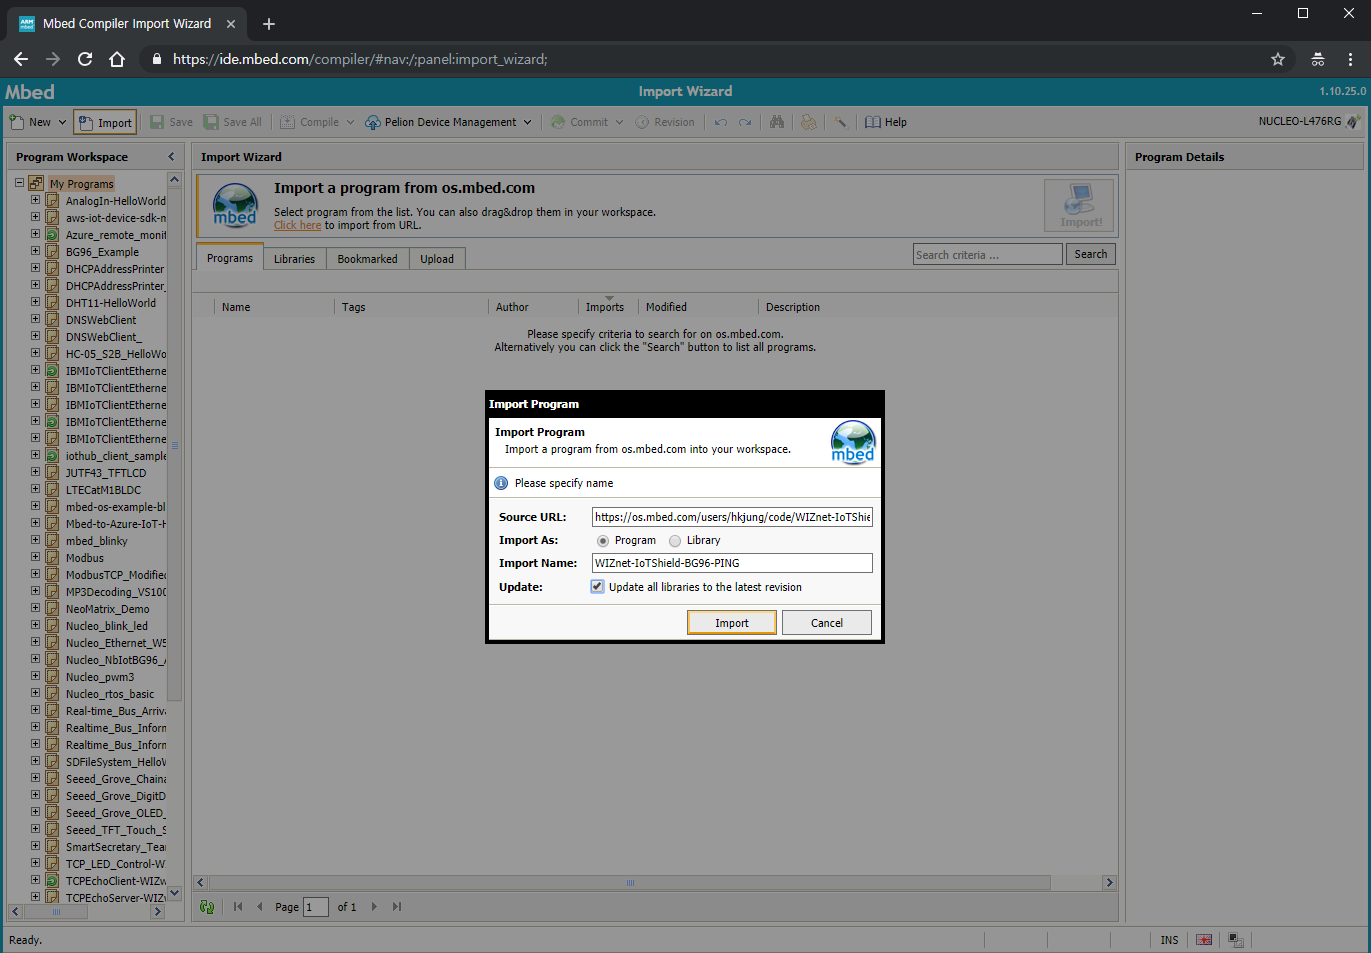 Mbed Compiler Import Wizard
https://ide.mbed.com/compiler/#nav:/;panel:import_wizard;
Mbed
Import Wizard
1.10.25.0
New
Import
Save
Save All
Compile
Pelion Device Management
Commit
Revision
Help
NUCLEO-L476RG
Program Workspace
My Programs
AnalogIn-HelloWorld
aws-iot-device-sdk-m
Azure_remote_monit
BG96_Example
DHCPAddressPrinter
DHCPAddressPrinter_
DHT11-HelloWorld
DNSWebClient
DNSWebClient_
HC-05_S2B_HelloWo
IBMIoTClientEtherne
IBMIoTClientEtherne
IBMIoTClientEtherne
IBMIoTClientEtherne
IBMIoTClientEtherne
iothub_client_sample
JUTF43_TFTLCD
LTECatM1BLDC
mbed-os-example-bl
Mbed-to-Azure-IoT-H
mbed_blinky
Modbus
ModbusTCP_Modified
MP3Decoding_VS100
NeoMatrix_Demo
Nucleo_blink_led
Nucleo_Ethernet_W5
Nucleo_NbIotBG96_A
Nucleo_pwm3
Nucleo_rtos_basic
Real-time_Bus_Arriva
Realtime_Bus_Inforn
Realtime_Bus_Inforn
SDFileSystem_HelloW
Seeed_Grove_Chaina
Seeed_Grove_DigitD
Seeed_Grove_OLED_
Seeed_TFT_Touch_S
SmartSecretary_Tear
TCP_LED_Control-W
TCPEchoClient-WIZw
TCPEchoServer-WIZw
Import Wizard
mbed
Import a program from os.mbed.com
Select program from the list. You can also drag&drop them in your workspace.
Click here to import from URL.
Import!
Programs
Libraries
Bookmarked
Upload
Search criteria ...
Search
Name
Tags
Author
Imports
Modified
Description
Please specify criteria to search for on os.mbed.com.
Alternatively you can click the "Search" button to list all programs.
Import Program
Import Program
Import a program from os.mbed.com into your workspace.
mbed
Please specify name
Source URL:
https://os.mbed.com/users/hkjung/code/WIZnet-IoTShie
Import As:
Program
Library
Import Name:
WIZnet-IoTShield-BG96-PING
Update:
Update all libraries to the latest revision
Import
Cancel
Page 1 of 1
Program Details
Ready.
INS